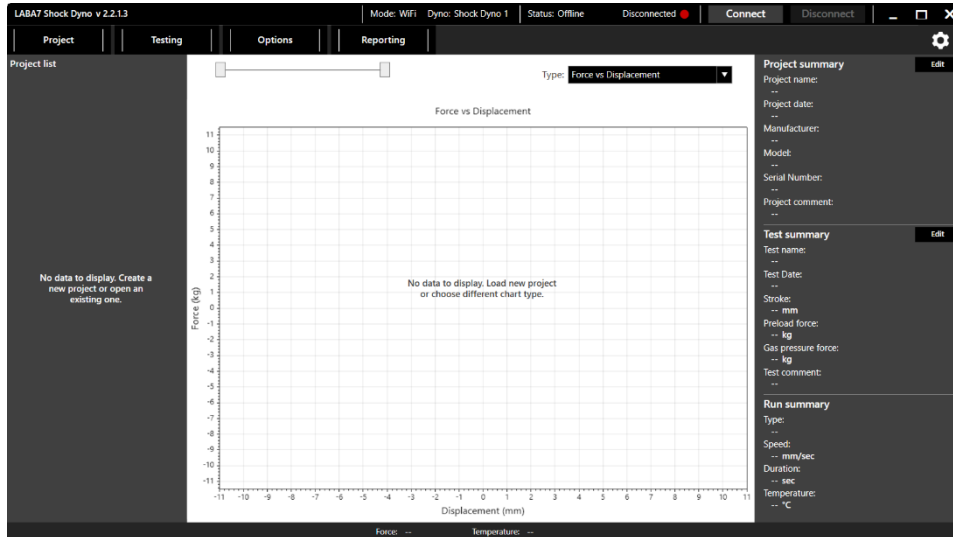 LABA7 Shock Dyno v 2.2.1.3
Mode: WiFi Dyno: Shock Dyno 1 Status: Offline Disconnected Connect Disconnect
Project Testing Options Reporting
Project list
No data to display. Create a
new project or open an
existing one.
Type: Force vs Displacement
Force vs Displacement
Force (kg)
11
10
9
8
7
6
5
4
3
2
1
0
-1
-2
-3
-4
-5
-6
-7
-8
-9
-10
-11
No data to display. Load new project
or choose different chart type.
-11 -10 -9 -8 -7 -6 -5 -4 -3 -2 -1 0 1 2 3 4 5 6 7 8 9 10 11
Displacement (mm)
Project summary Edit
Project name:
--
Project date:
--
Manufacturer:
--
Model:
--
Serial Number:
--
Project comment:
--
Test summary Edit
Test name:
--
Test Date:
--
Stroke:
-- mm
Preload force:
-- kg
Gas pressure force:
-- kg
Test comment:
--
Run summary
Type:
--
Speed:
-- mm/sec
Duration:
-- sec
Temperature:
-- °C
Force: -- Temperature: --